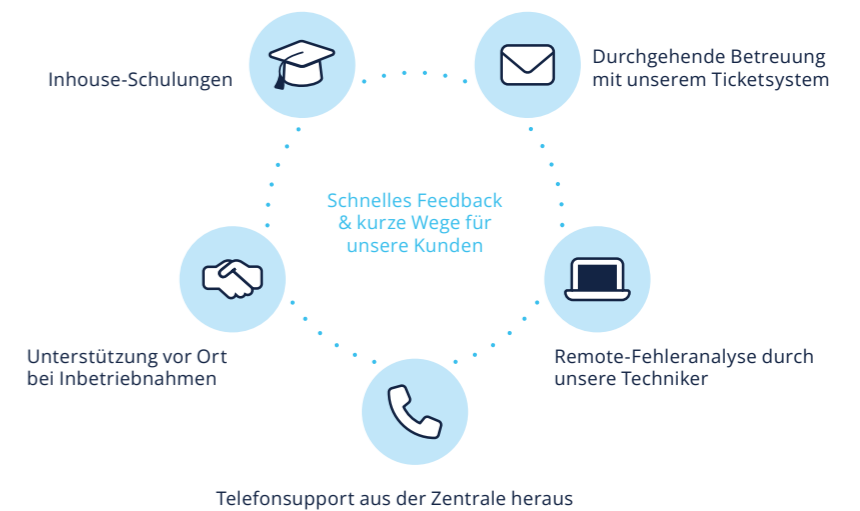 Inhouse-Schulungen
Durchgehende Betreuung
mit unserem Ticketsystem
Schnelles Feedback
& kurze Wege für
unsere Kunden
Unterstützung vor Ort
bei Inbetriebnahmen
Remote-Fehleranalyse durch
unsere Techniker
Telefonsupport aus der Zentrale heraus